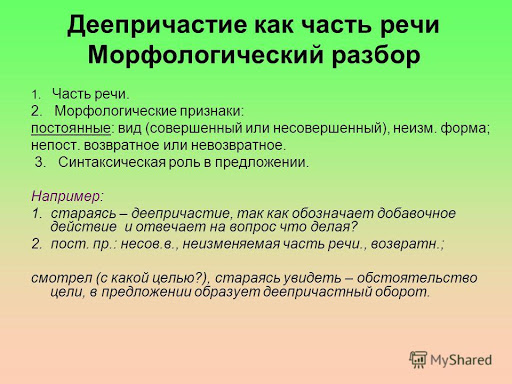 Деепричастие как часть речи
Морфологический разбор
1. Часть речи.
2. Морфологические признаки:
постоянные: вид (совершенный или несовершенный), неизм. форма;
непост. возвратное или невозвратное.
3. Синтаксическая роль в предложении.
Например:
1. стараясь – деепричастие, так как обозначает добавочное
действие и отвечает на вопрос что делая?
2. пост. пр.: несов.в., неизменяемая часть речи., возвратн.;
смотрел (с какой целью?), стараясь увидеть – обстоятельство
цели, в предложении образует деепричастный оборот.
MyShared